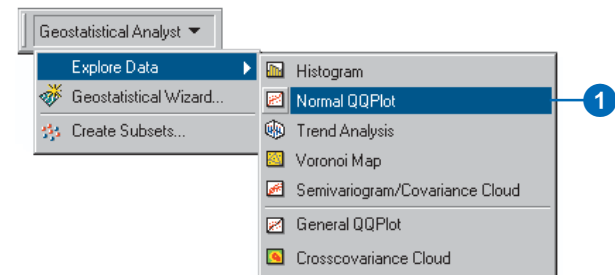 Geostatistical Analyst
Explore Data
Geostatistical Wizard...
Create Subsets...
Histogram
Normal QQPlot
1
Trend Analysis
Voronoi Map
Semivariogram/Covariance Cloud
General QQPlot
Crosscovariance Cloud